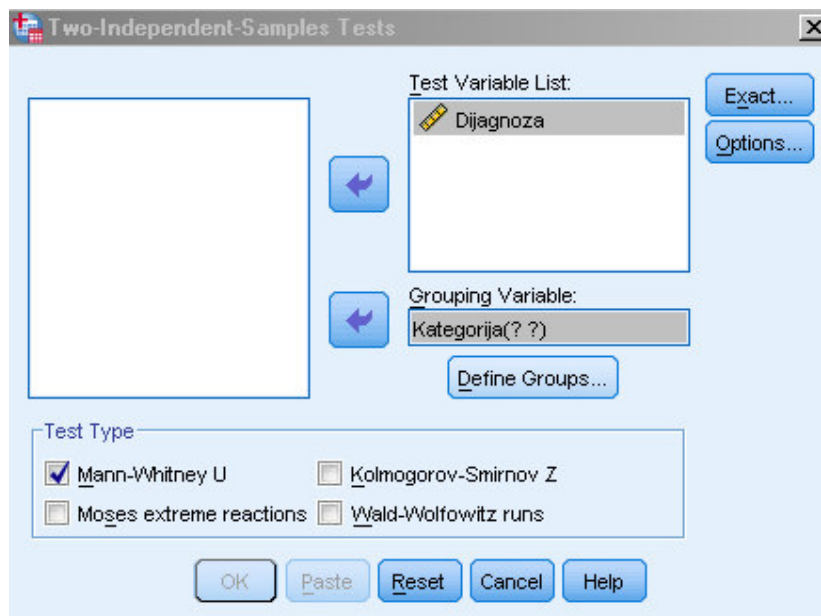 Two-Independent-Samples Tests
Test Variable List:
Dijagnoza
Exact...
Options...
Grouping Variable:
Kategorija(? ?)
Define Groups...
Test Type
Mann-Whitney U
Kolmogorov-Smirnov Z
Moses extreme reactions
Wald-Wolfowitz runs
OK
Paste
Reset
Cancel
Help